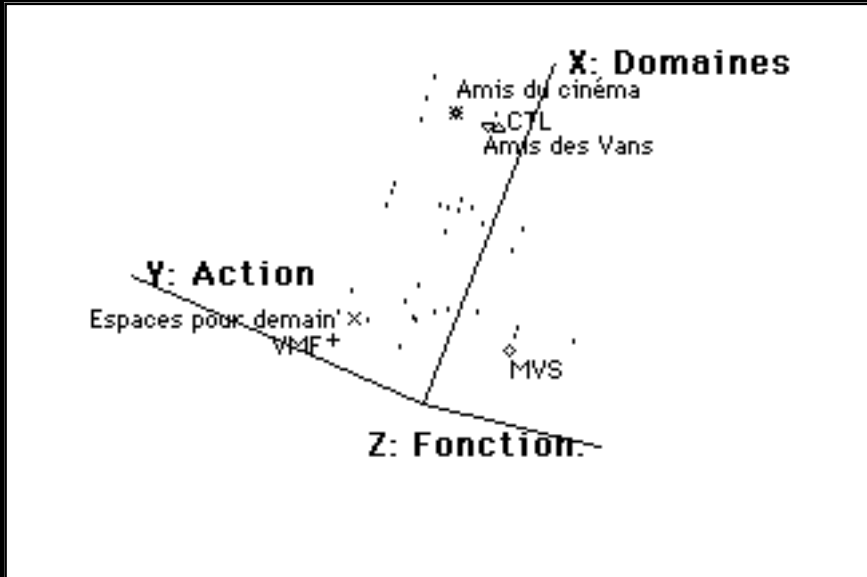 X: Domaines
Amis du cinéma
CTL
Amis des Vans
Y: Action
Espaces pour demain
VMF
MVS
Z: Fonction.